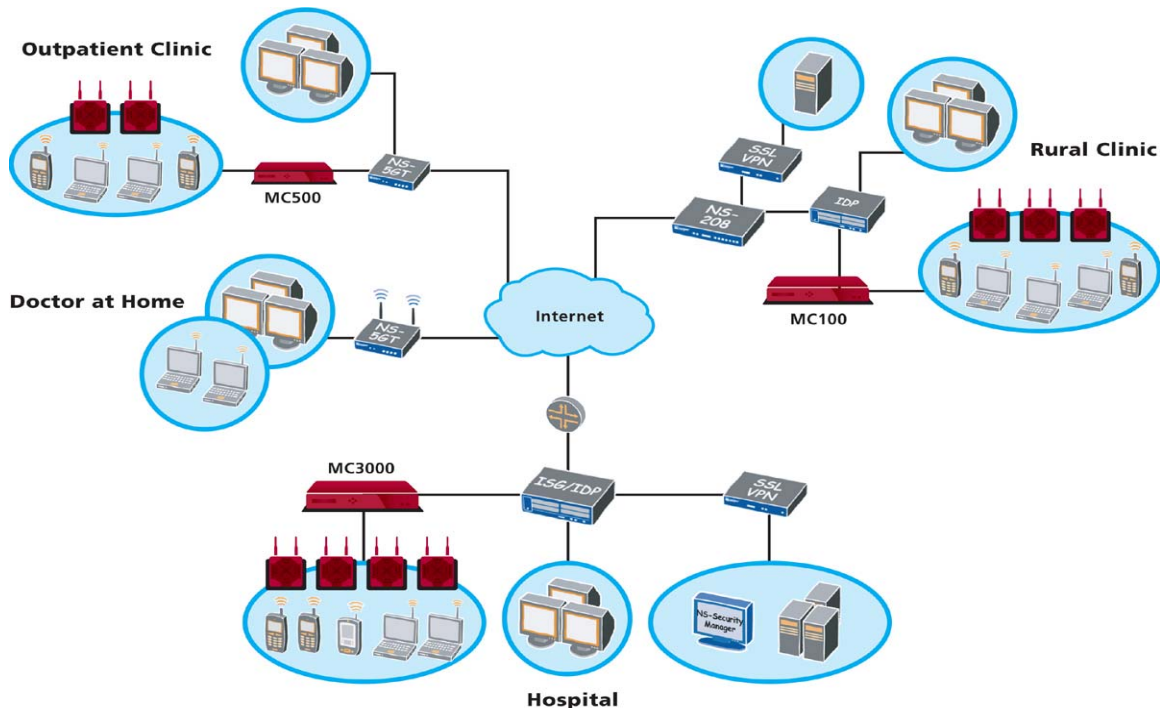 Outpatient Clinic
NS-
5GT
MC500
SSL
VPN
NS-
208
IDP
Rural Clinic
MC100
Doctor at Home
NS-
5GT
Internet
MC3000
ISG/IDP
SSL
VPN
NS-Security
Manager
Hospital